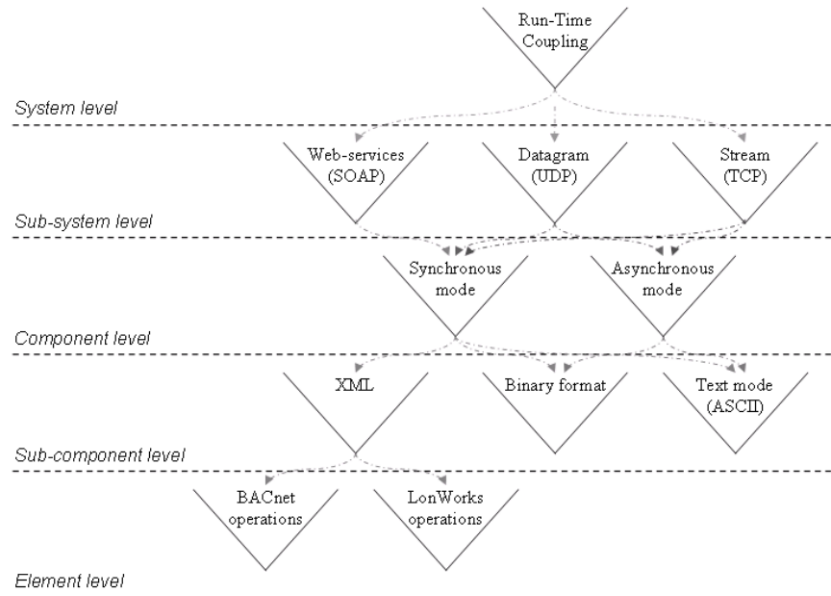 Run-Time
Coupling
System level
Web-services
(SOAP)
Datagram
(UDP)
Stream
(TCP)
Sub-system level
Synchronous
mode
Asynchronous
mode
Component level
XML
Binary format
Text mode
(ASCII)
Sub-component level
BACnet
operations
LonWorks
operations
Element level